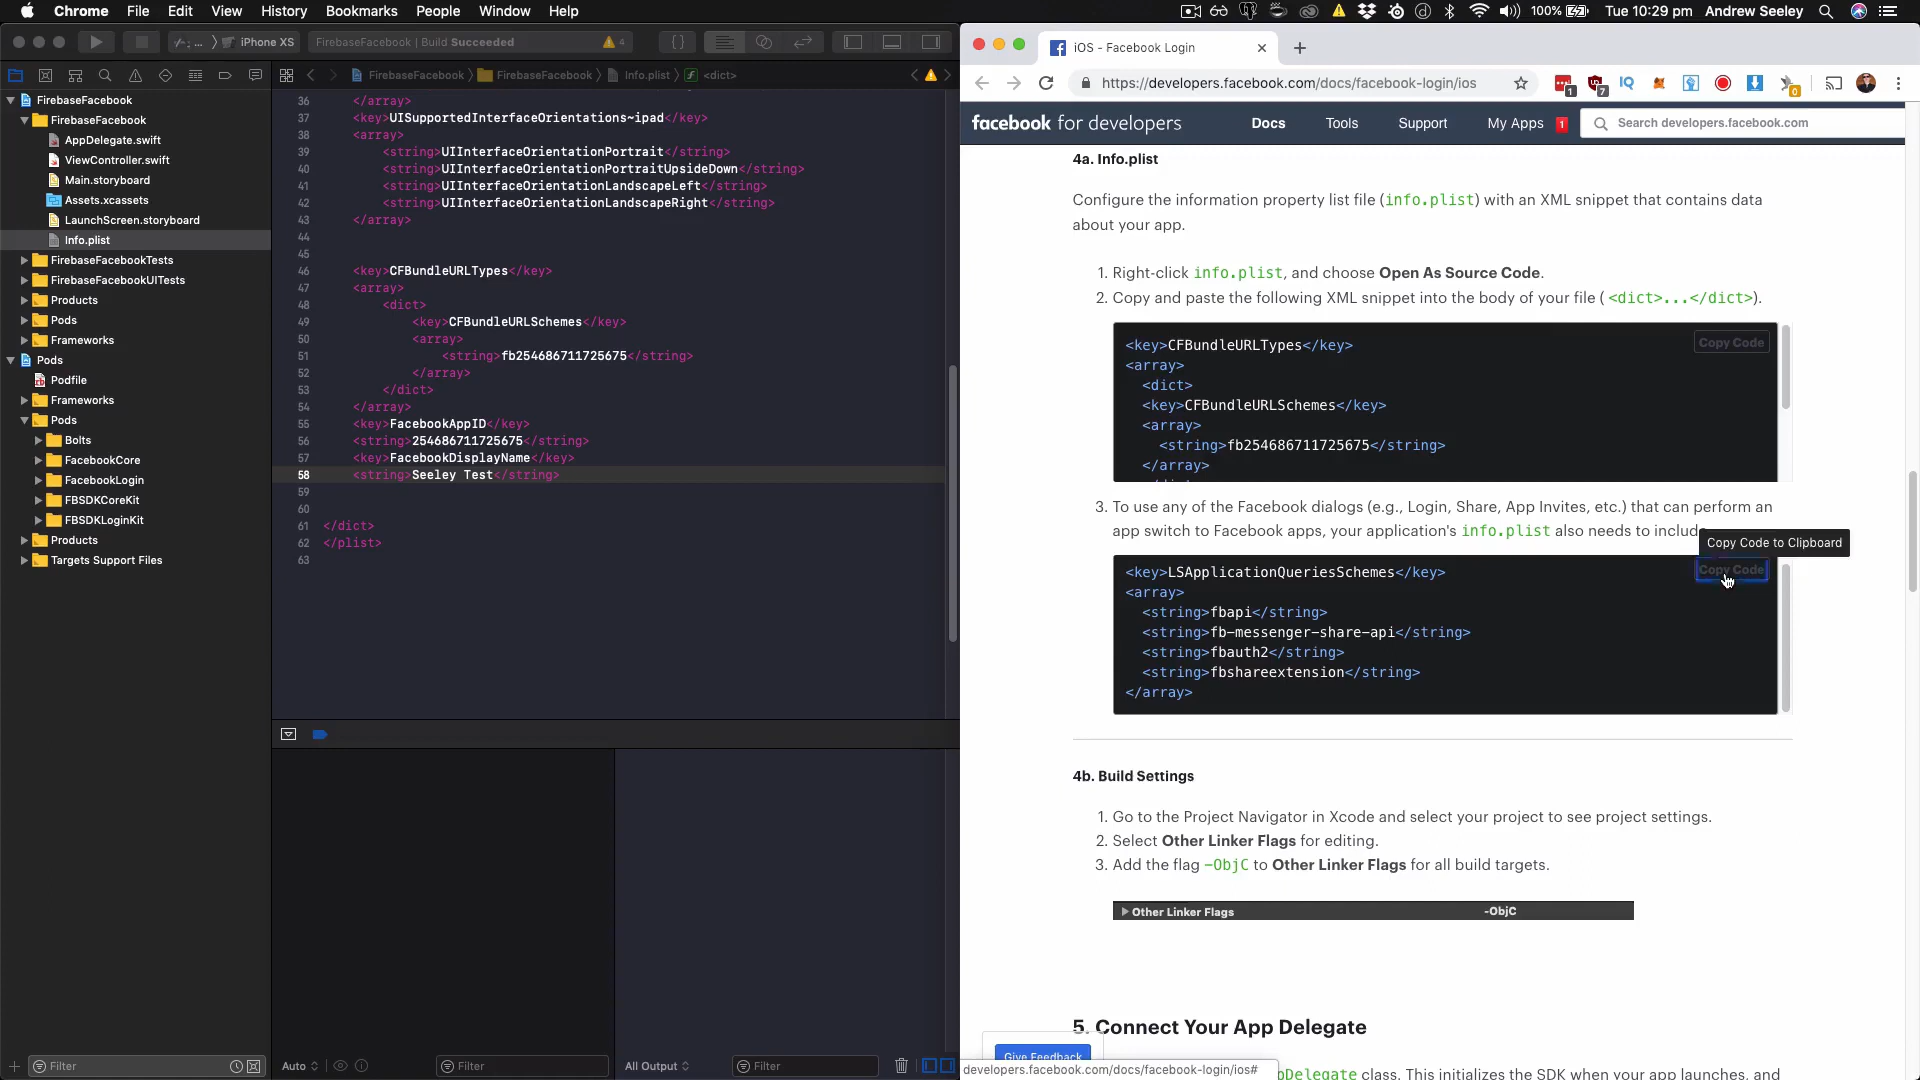 Chrome File Edit View History Bookmarks People Window Help 100% Tue 10:29 pm Andrew Seeley
... iPhone XS FirebaseFacebook | Build Succeeded 4
FirebaseFacebook FirebaseFacebook Info.plist <dict>
FirebaseFacebook
FirebaseFacebook
AppDelegate.swift
ViewController.swift
Main.storyboard
Assets.xcassets
LaunchScreen.storyboard
Info.plist
FirebaseFacebookTests
FirebaseFacebookUITests
Products
Pods
Frameworks
Pods
Podfile
Frameworks
Pods
Bolts
FacebookCore
FacebookLogin
FBSDKCoreKit
FBSDKLoginKit
Products
Targets Support Files
Filter
36 </array>
37 <key>UISupportedInterfaceOrientations~ipad</key>
38 <array>
39 <string>UIInterfaceOrientationPortrait</string>
40 <string>UIInterfaceOrientationPortraitUpsideDown</string>
41 <string>UIInterfaceOrientationLandscapeLeft</string>
42 <string>UIInterfaceOrientationLandscapeRight</string>
43 </array>
44
45
46 <key>CFBundleURLTypes</key>
47 <array>
48 <dict>
49 <key>CFBundleURLSchemes</key>
50 <array>
51 <string>fb254686711725675</string>
52 </array>
53 </dict>
54 </array>
55 <key>FacebookAppID</key>
56 <string>254686711725675</string>
57 <key>FacebookDisplayName</key>
58 <string>Seeley Test</string>
59
60
61 </dict>
62 </plist>
63
Auto Filter All Output Filter
iOS - Facebook Login
https://developers.facebook.com/docs/facebook-login/ios 1 7 IQ 0
facebook for developers Docs Tools Support My Apps 1 Search developers.facebook.com
4a. Info.plist
Configure the information property list file (info.plist) with an XML snippet that contains data
about your app.
1. Right-click info.plist, and choose Open As Source Code.
2. Copy and paste the following XML snippet into the body of your file ( <dict>...</dict>).
Copy Code
<key>CFBundleURLTypes</key>
<array>
<dict>
<key>CFBundleURLSchemes</key>
<array>
<string>fb254686711725675</string>
</array>
3. To use any of the Facebook dialogs (e.g., Login, Share, App Invites, etc.) that can perform an
app switch to Facebook apps, your application's info.plist also needs to include
Copy Code to Clipboard
Copy Code
<key>LSApplicationQueriesSchemes</key>
<array>
<string>fbapi</string>
<string>fb-messenger-share-api</string>
<string>fbauth2</string>
<string>fbshareextension</string>
</array>
4b. Build Settings
1. Go to the Project Navigator in Xcode and select your project to see project settings.
2. Select Other Linker Flags for editing.
3. Add the flag -ObjC to Other Linker Flags for all build targets.
Other Linker Flags -ObjC
5. Connect Your App Delegate
Give Feedback
developers.facebook.com/docs/facebook-login/ios#
pDelegate class. This initializes the SDK when your app launches, and